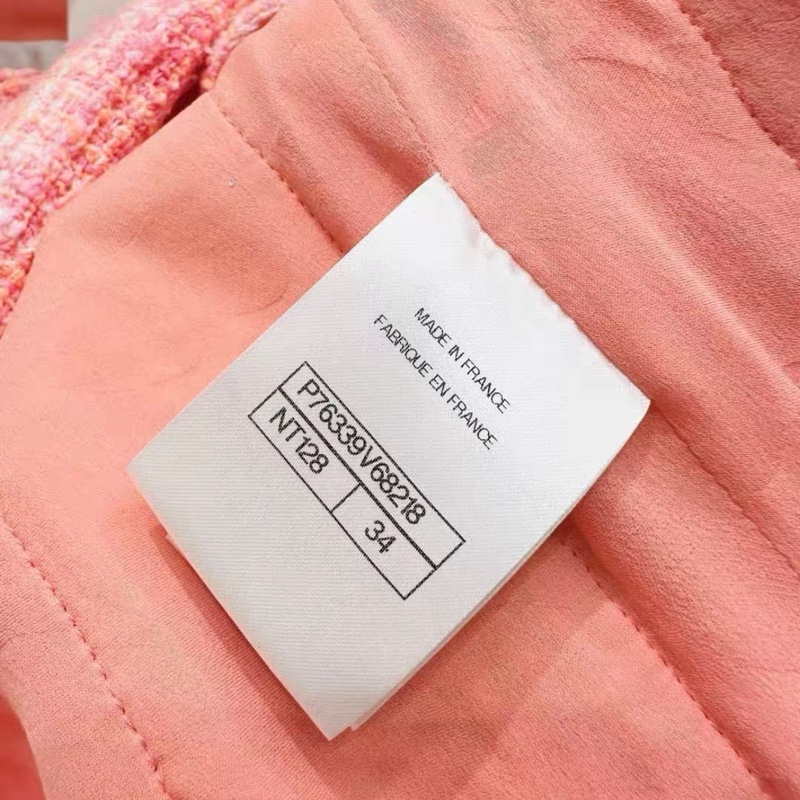 MADE IN FRANCE
FABRIQUE EN FRANCE
P76339V68218
NT128 34